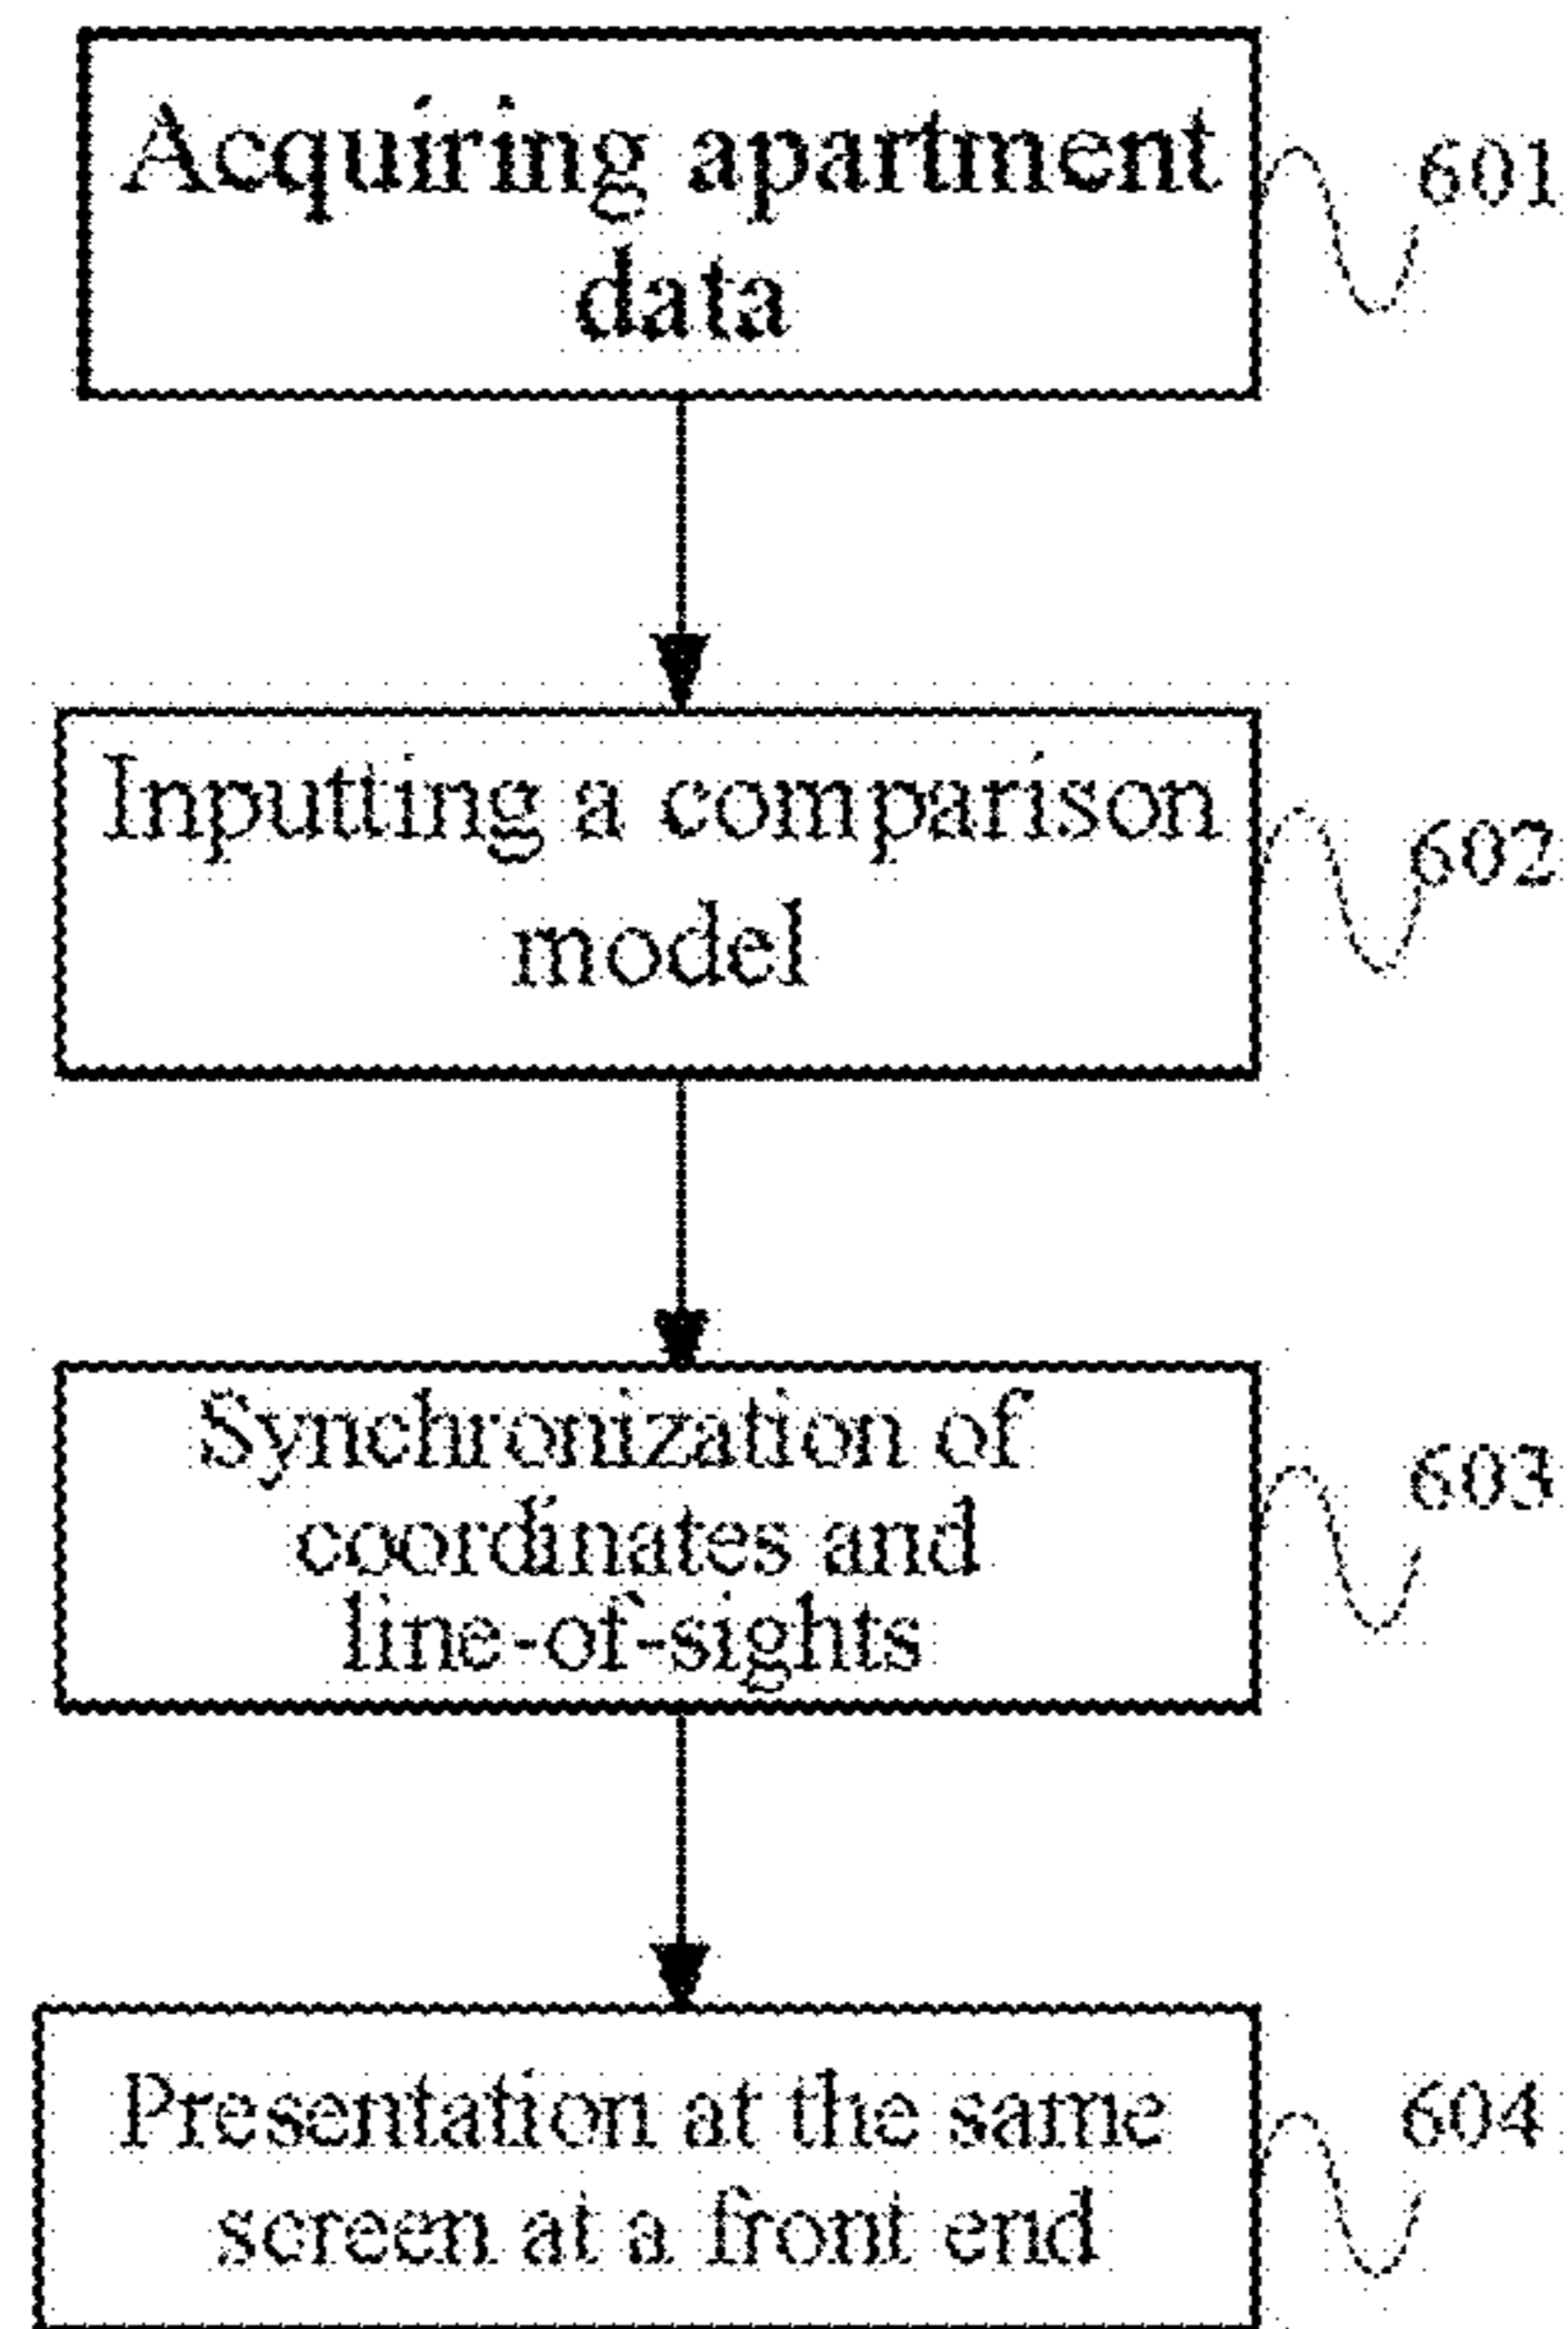 Acquiring apartment
data
601
Inputting a comparison
model
602
Synchronization of
coordinates and
line-of-sights
603
Presentation at the same
screen at a front end
604